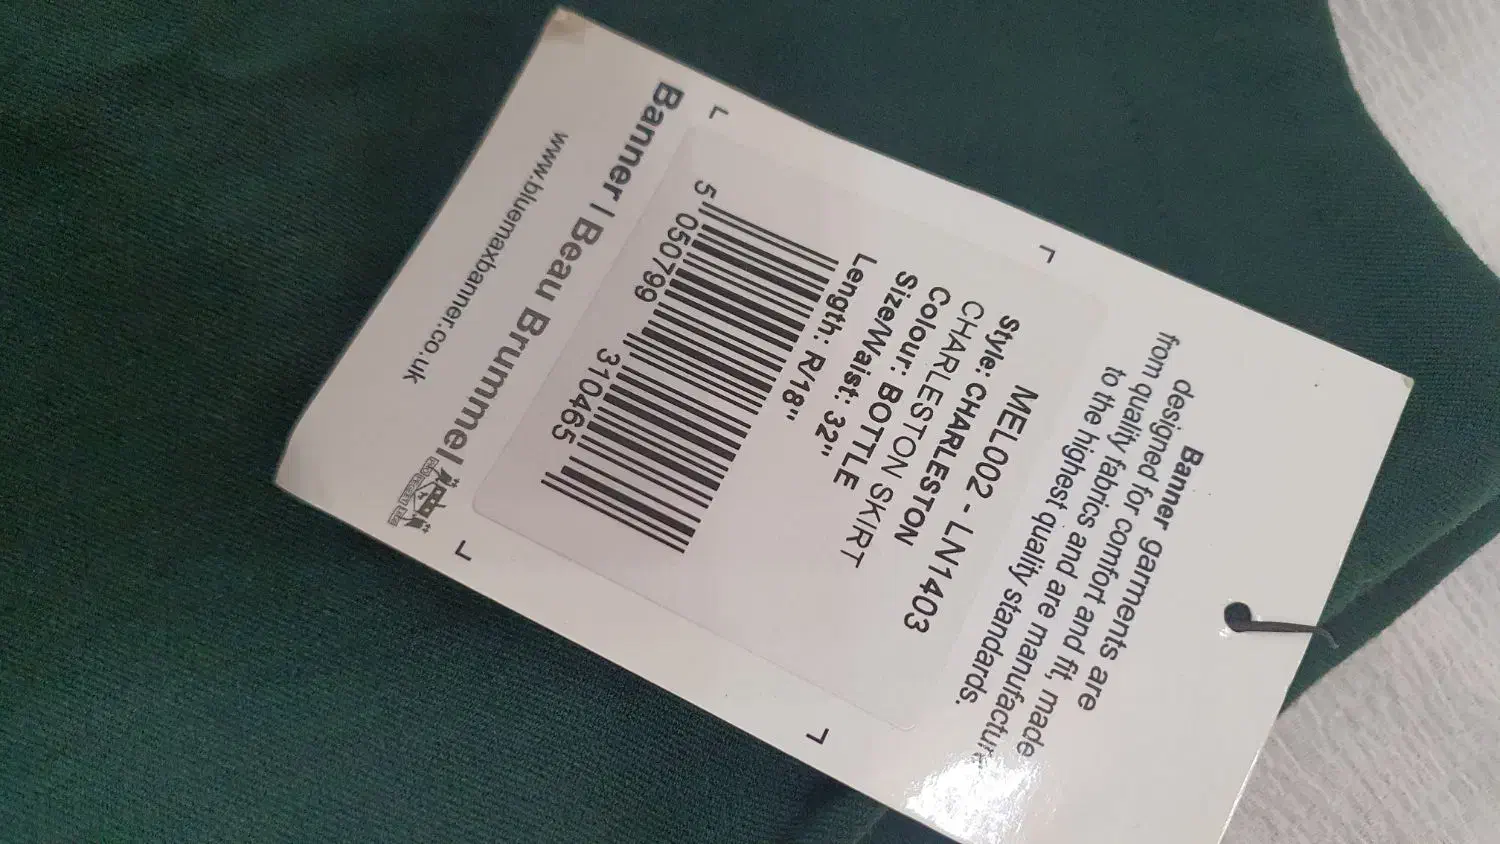 Banner garments are
designed for comfort and fit, made
from quality fabrics and are manufactur
to the highest quality standards.
MEL002 - LN1403
Style: CHARLESTON
CHARLESTON SKIRT
Colour: BOTTLE
Size/Waist: 32"
Length: R/18"
5 050799 310465
Banner | Beau Brummel
www.bluemaxbanner.co.uk